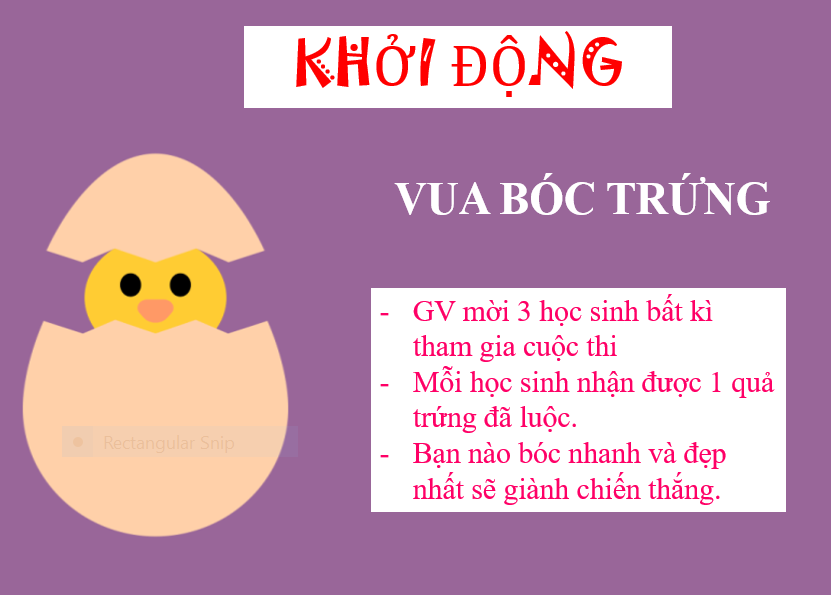 KHỞI ĐỘNG
VUA BÓC TRỨNG
- GV mời 3 học sinh bất kì
tham gia cuộc thi
- Mỗi học sinh nhận được 1 quả
trứng đã luộc.
- Bạn nào bóc nhanh và đẹp
nhất sẽ giành chiến thắng.
Rectangular Snip